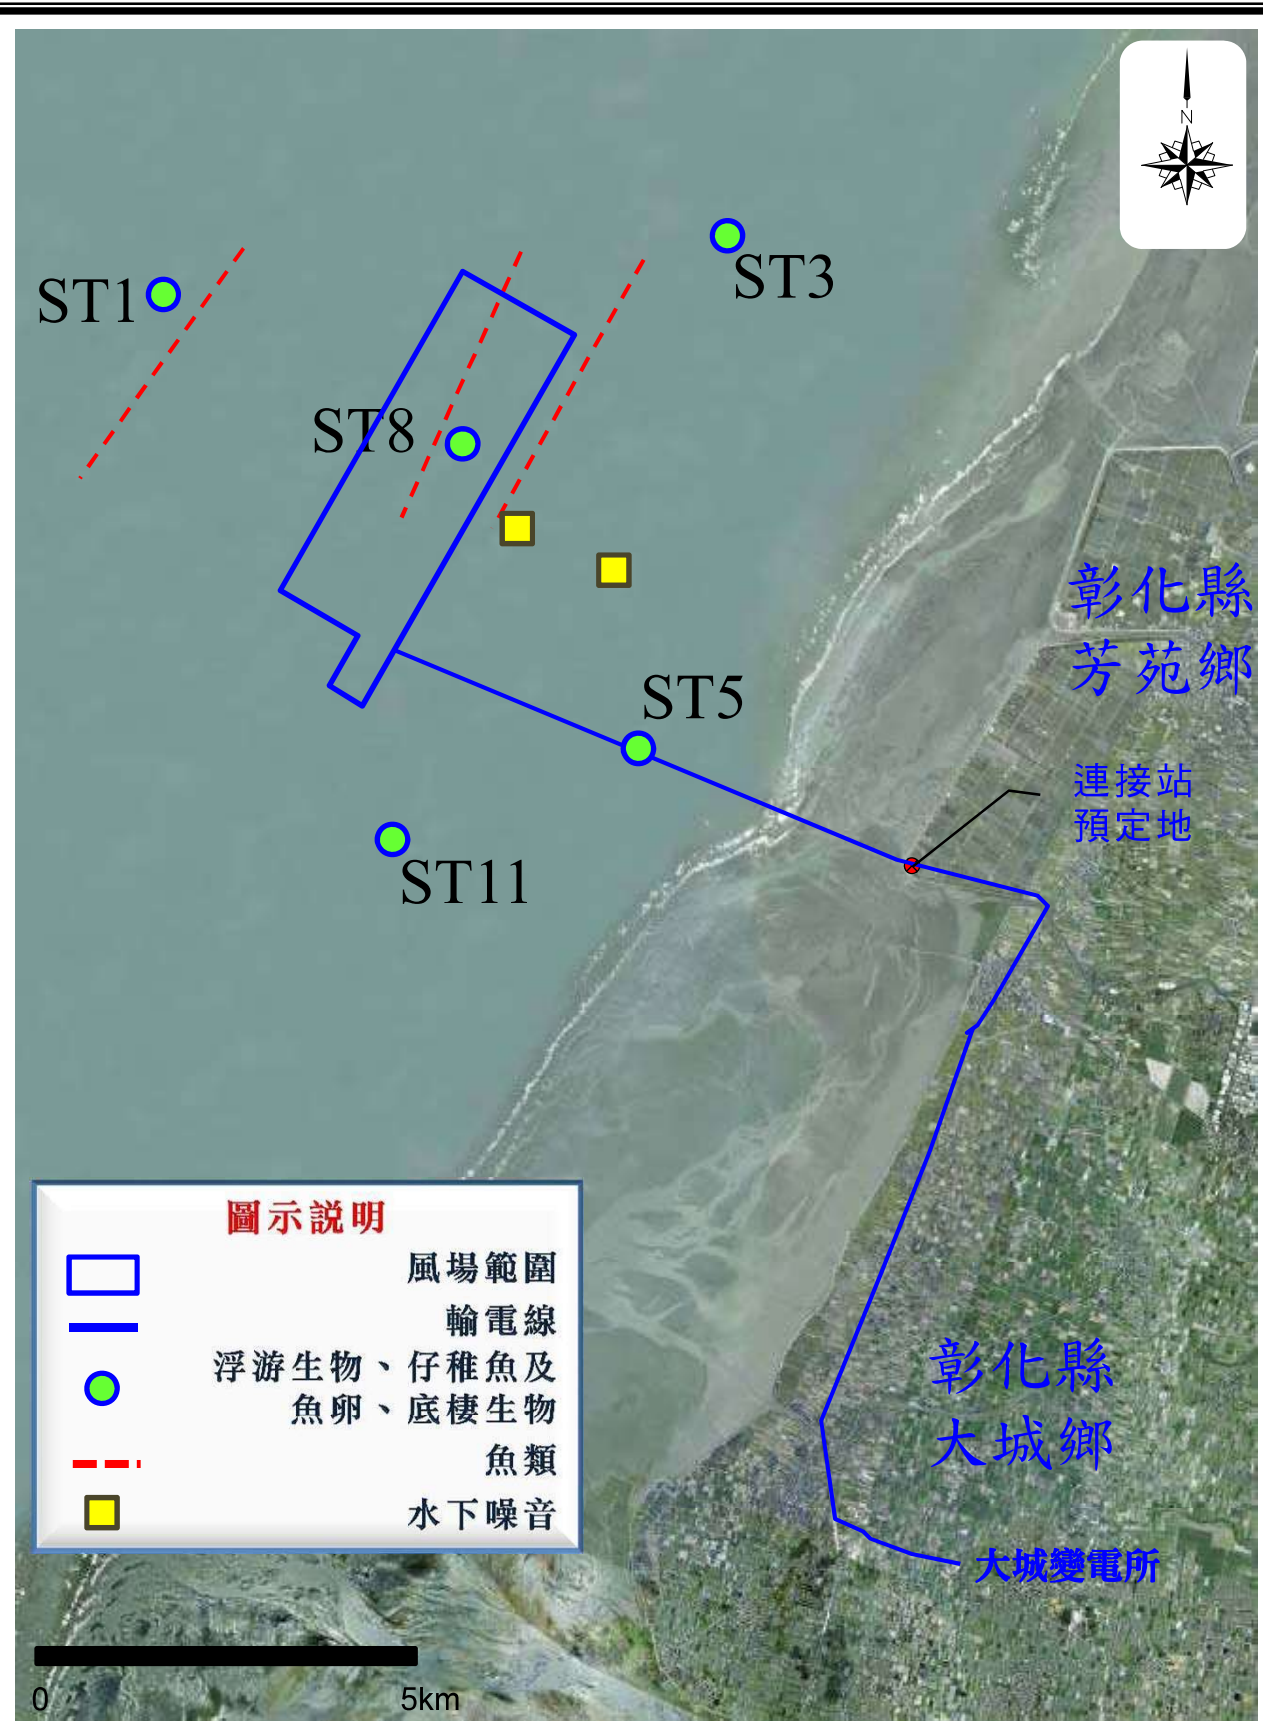 N
ST3
ST1
ST8
彰化縣
芳苑鄉
ST5
連接站
預定地
ST11
圖示説明
風場範圍
輸電線
浮游生物、仔稚魚及
魚卵、底棲生物
魚類
水下噪音
彰化縣
大城鄉
大城變電所
0 5km